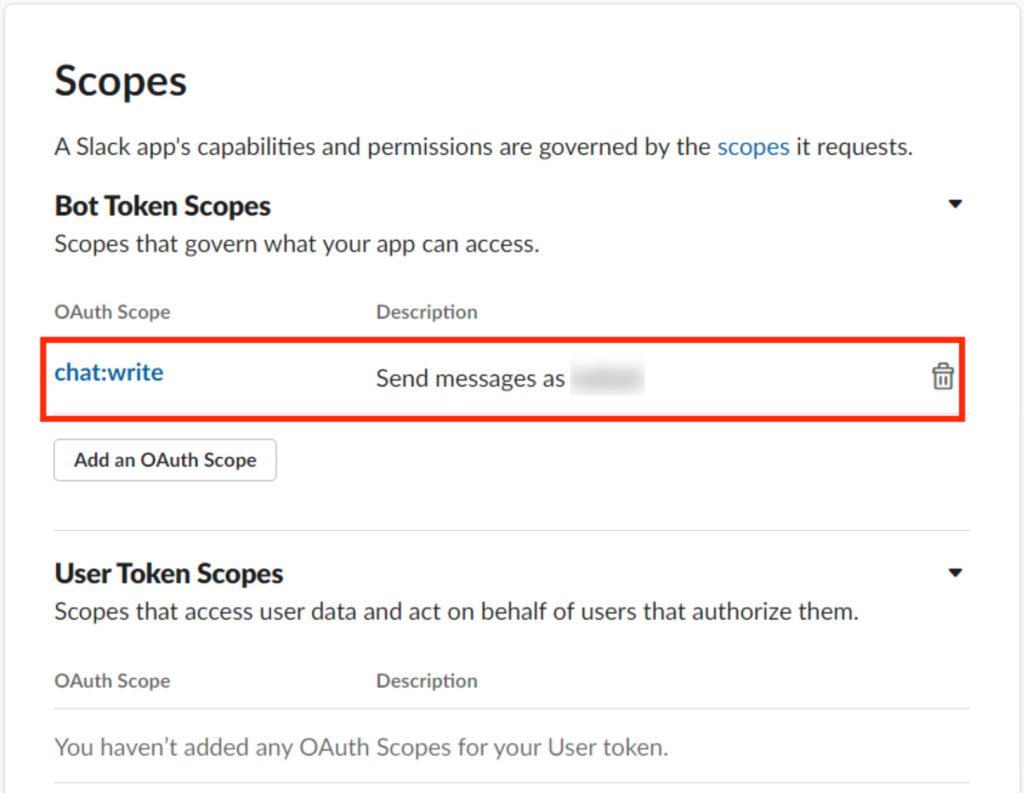 Scopes
A Slack app's capabilities and permissions are governed by the scopes it requests.
Bot Token Scopes
Scopes that govern what your app can access.
OAuth Scope Description
chat:write Send messages as
Add an OAuth Scope
User Token Scopes
Scopes that access user data and act on behalf of users that authorize them.
OAuth Scope Description
You haven’t added any OAuth Scopes for your User token.